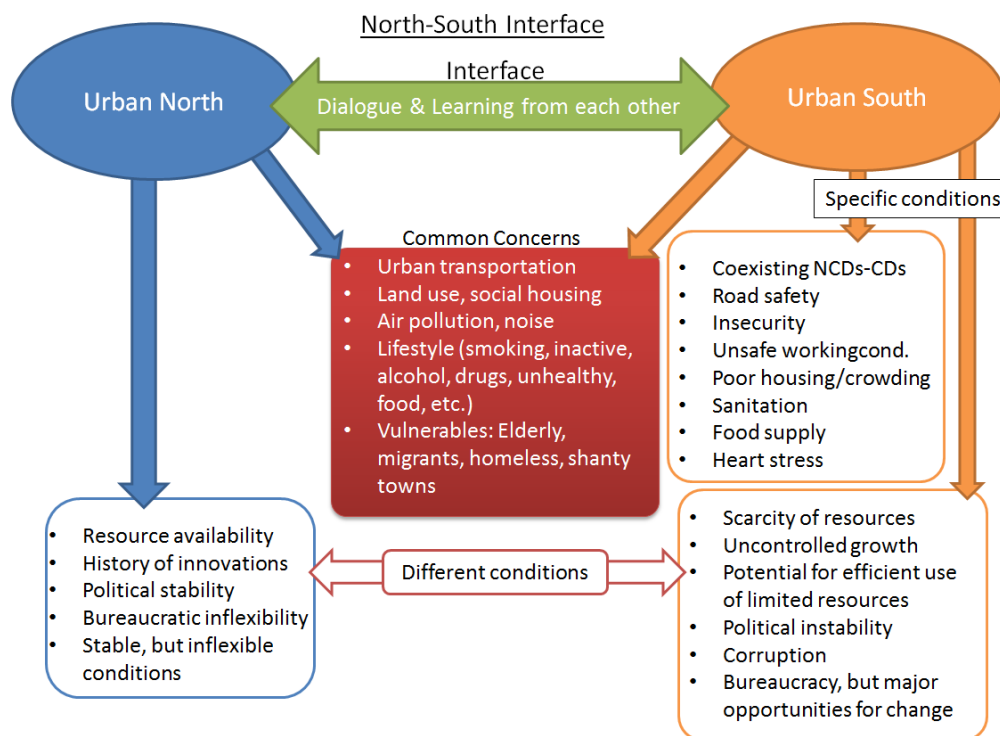 North-South Interface
Interface
Urban North
Dialogue & Learning from each other
Urban South
Specific conditions
Common Concerns
• Urban transportation
• Land use, social housing
• Air pollution, noise
• Lifestyle (smoking, inactive,
alcohol, drugs, unhealthy,
food, etc.)
• Vulnerables: Elderly,
migrants, homeless, shanty
towns
• Coexisting NCDs-CDs
• Road safety
• Insecurity
• Unsafe workingcond.
• Poor housing/crowding
• Sanitation
• Food supply
• Heart stress
• Resource availability
• History of innovations
• Political stability
• Bureaucratic inflexibility
• Stable, but inflexible
conditions
Different conditions
• Scarcity of resources
• Uncontrolled growth
• Potential for efficient use
of limited resources
• Political instability
• Corruption
• Bureaucracy, but major
opportunities for change